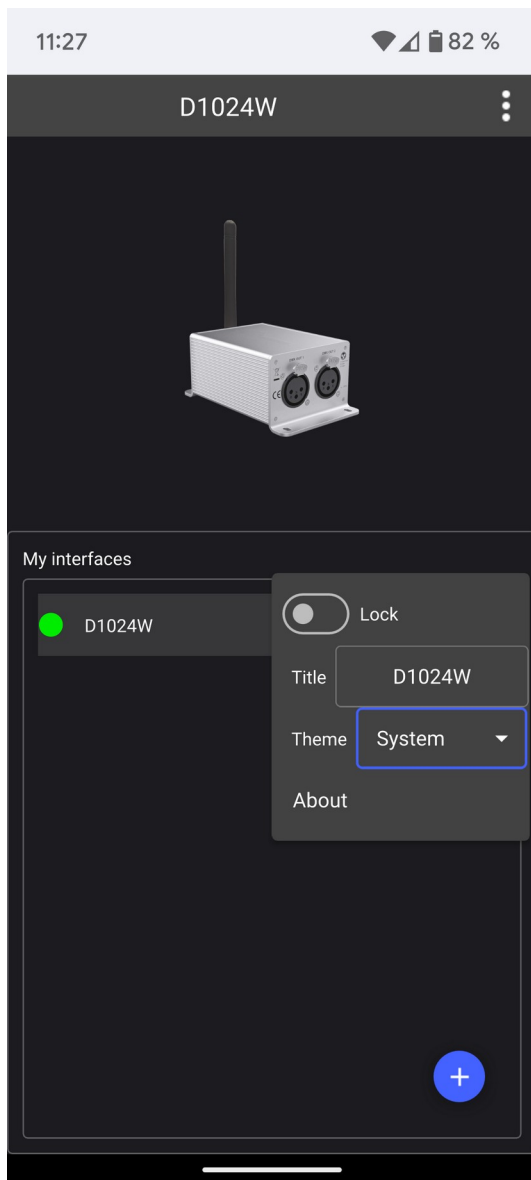 11:27
82 %
D1024W
My interfaces
D1024W
Lock
Title
D1024W
Theme
System
About